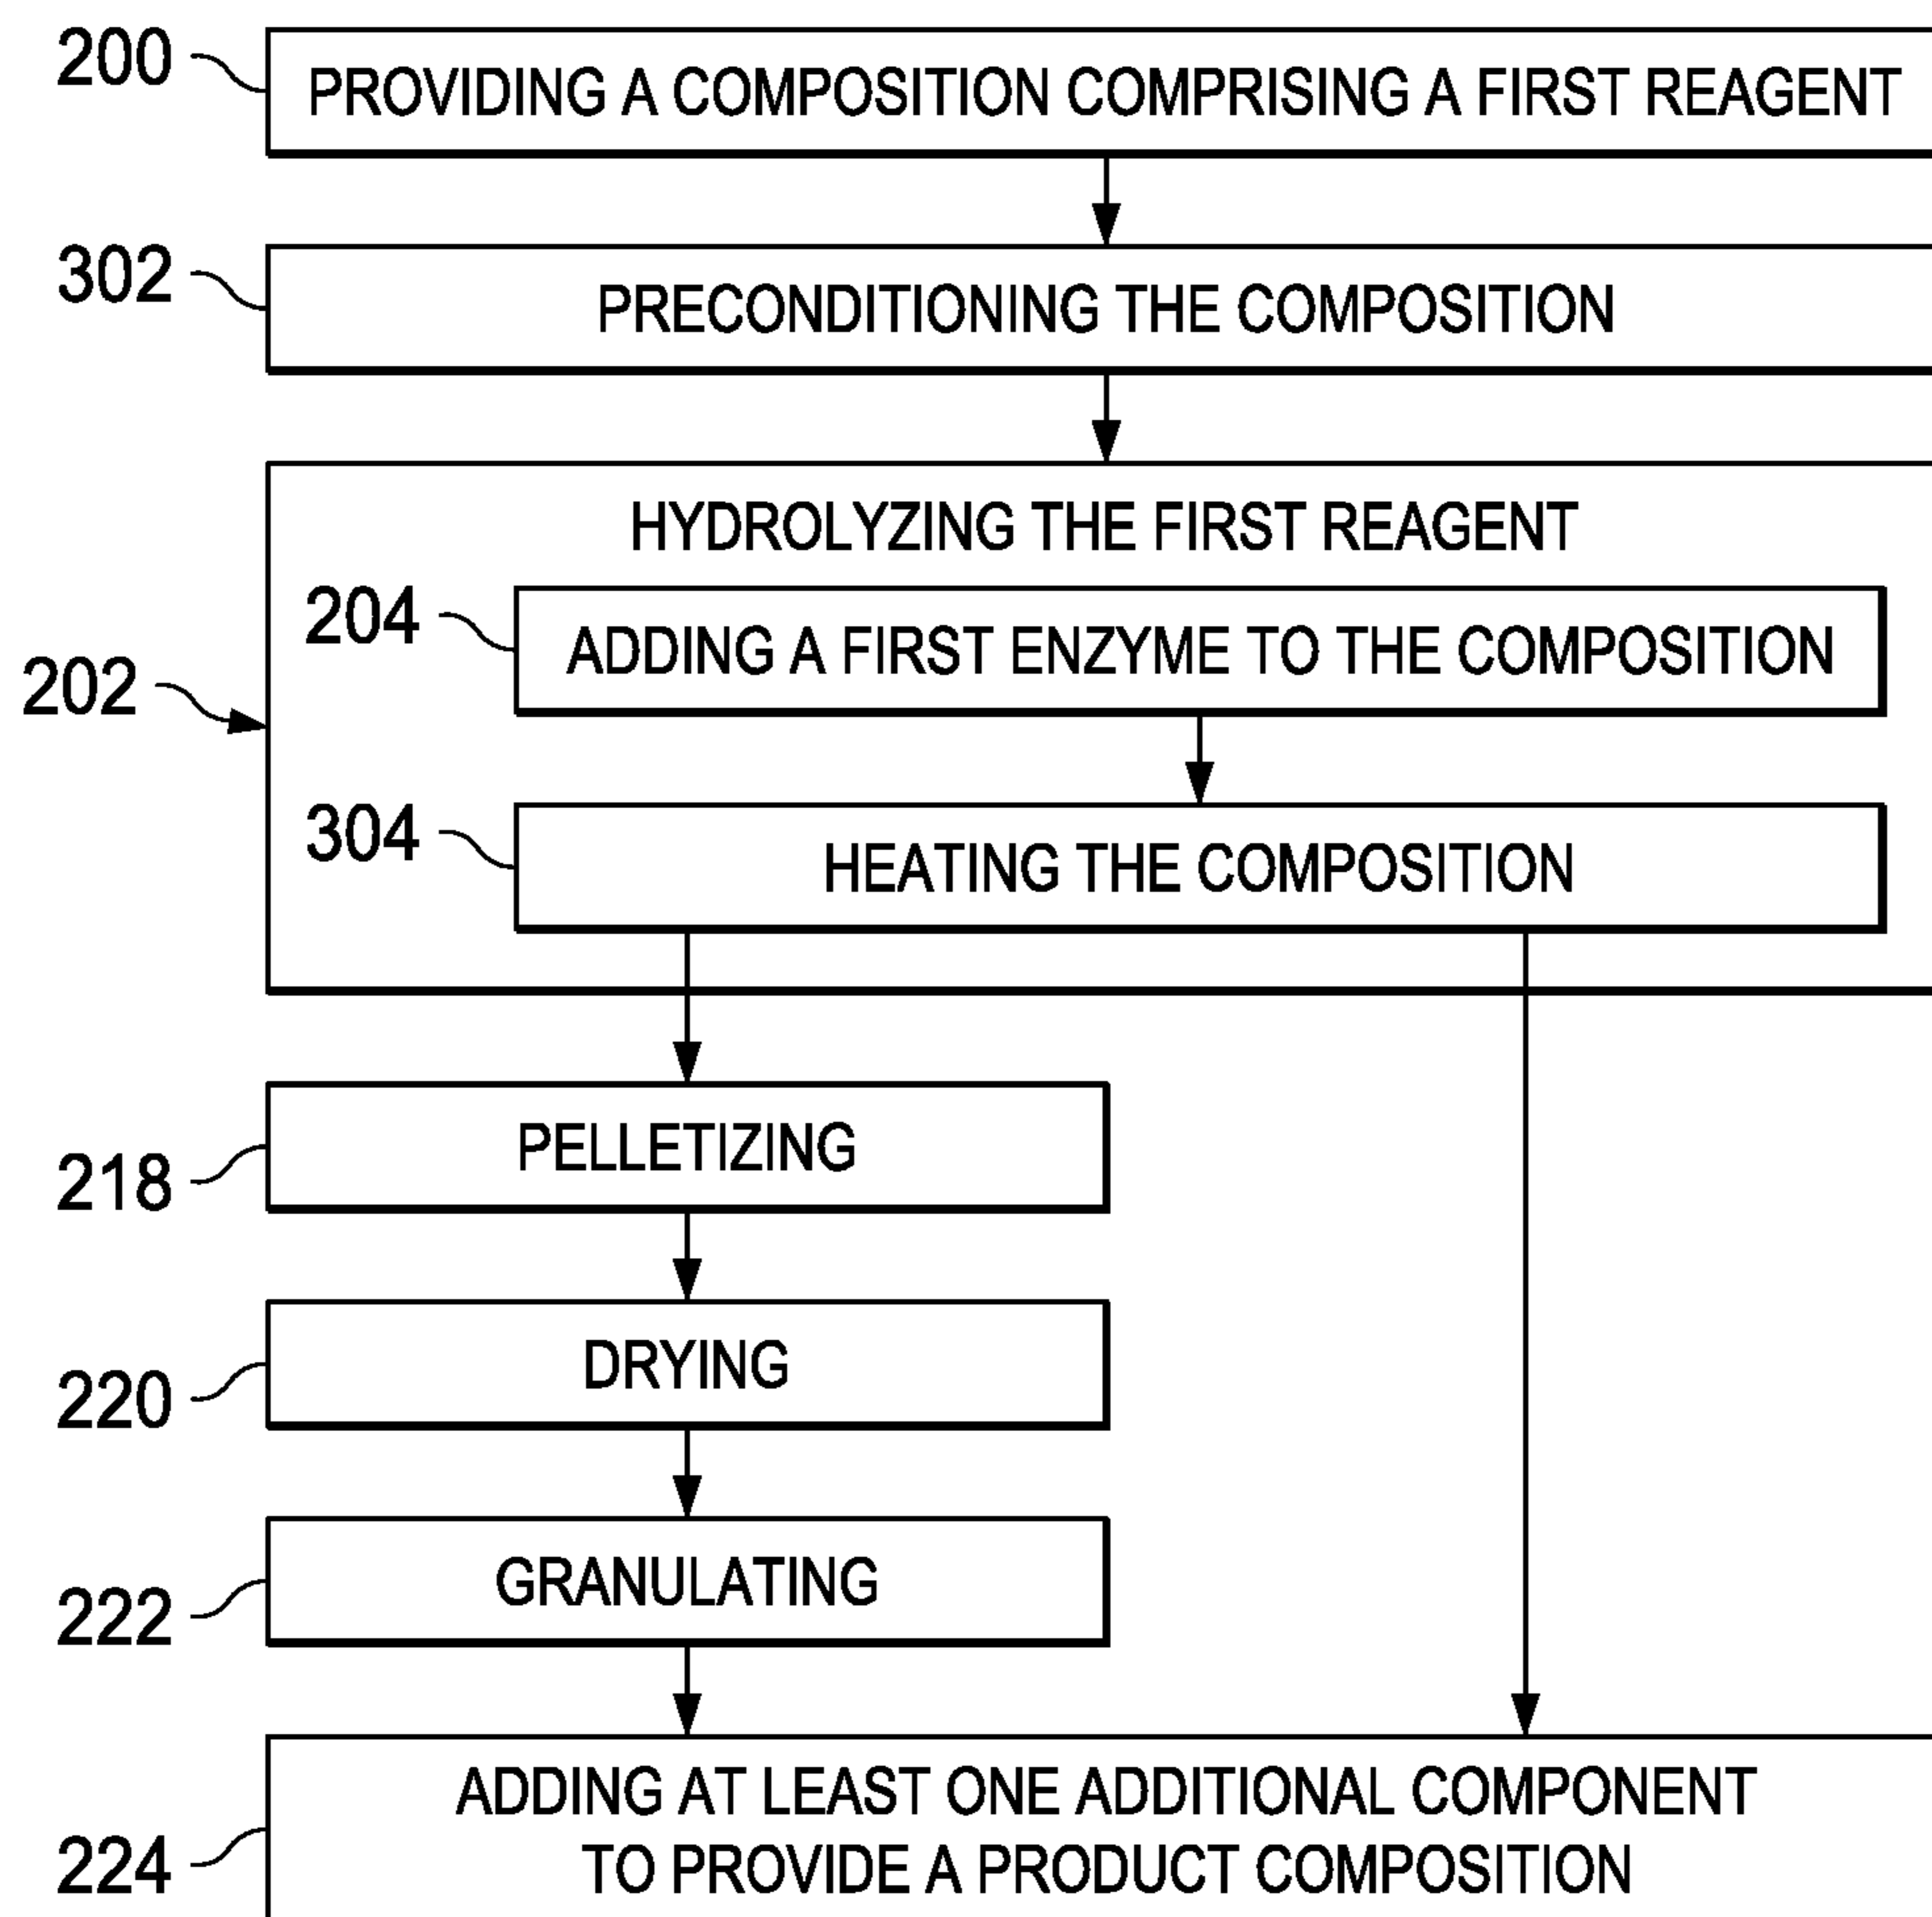 200
PROVIDING A COMPOSITION COMPRISING A FIRST REAGENT
302
PRECONDITIONING THE COMPOSITION
HYDROLYZING THE FIRST REAGENT
204
ADDING A FIRST ENZYME TO THE COMPOSITION
202
304
HEATING THE COMPOSITION
PELLETIZING
218
DRYING
220
GRANULATING
222
ADDING AT LEAST ONE ADDITIONAL COMPONENT
TO PROVIDE A PRODUCT COMPOSITION
224